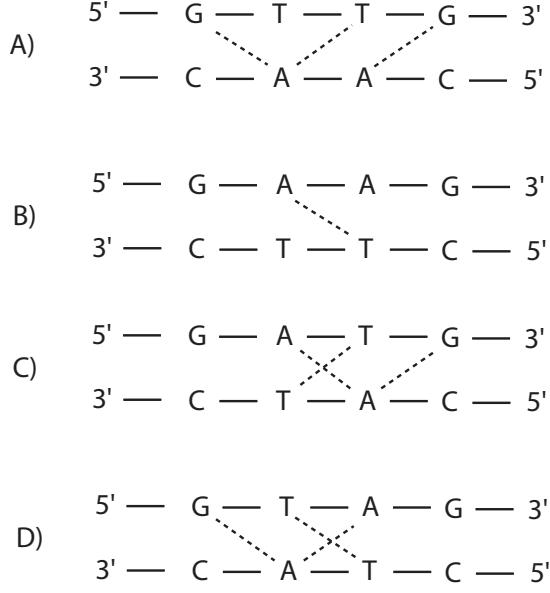 5' — G — T — T — G — 3'
A)
3' — C — A — A — C — 5'
5' — G — A — A — G — 3'
B)
3' — C — T — T — C — 5'
5' — G — A — T — G — 3'
C)
3' — C — T — A — C — 5'
5' — G — T — A — G — 3'
D)
3' — C — A — T — C — 5'